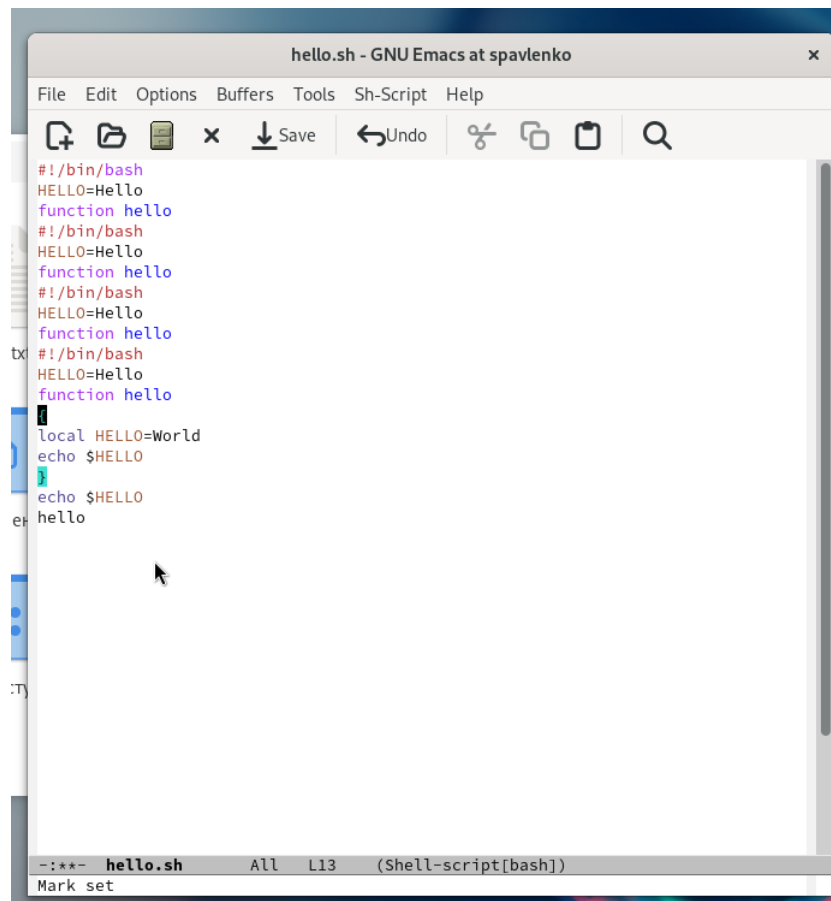 hello.sh - GNU Emacs at spavlenko ×
File Edit Options Buffers Tools Sh-Script Help
Save Undo
#!/bin/bash
HELLO=Hello
function hello
#!/bin/bash
HELLO=Hello
function hello
#!/bin/bash
HELLO=Hello
function hello
tx
#!/bin/bash
HELLO=Hello
function hello
{
local HELLO=World
echo $HELLO
}
echo $HELLO
ен
hello
сту
-:**- hello.sh All L13 (Shell-script[bash])
Mark set